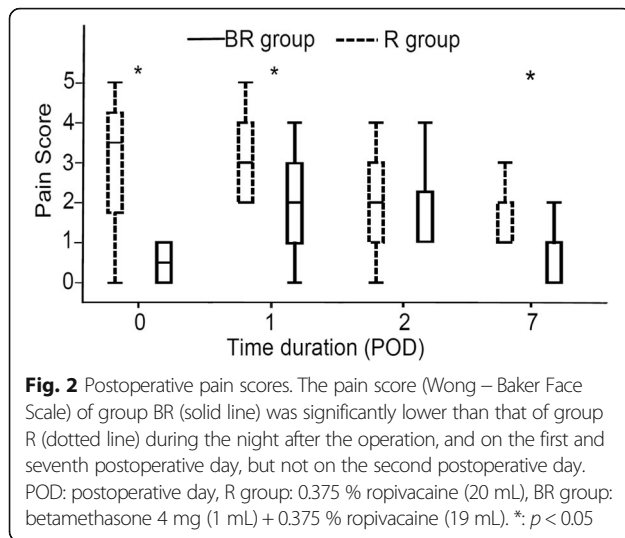 BR group R group
* * *
5
4
3
2
1
0
Pain Score
0 1 2 7
Time duration (POD)
Fig. 2 Postoperative pain scores. The pain score (Wong – Baker Face
Scale) of group BR (solid line) was significantly lower than that of group
R (dotted line) during the night after the operation, and on the first and
seventh postoperative day, but not on the second postoperative day.
POD: postoperative day, R group: 0.375 % ropivacaine (20 mL), BR group:
betamethasone 4 mg (1 mL) + 0.375 % ropivacaine (19 mL). *: p < 0.05